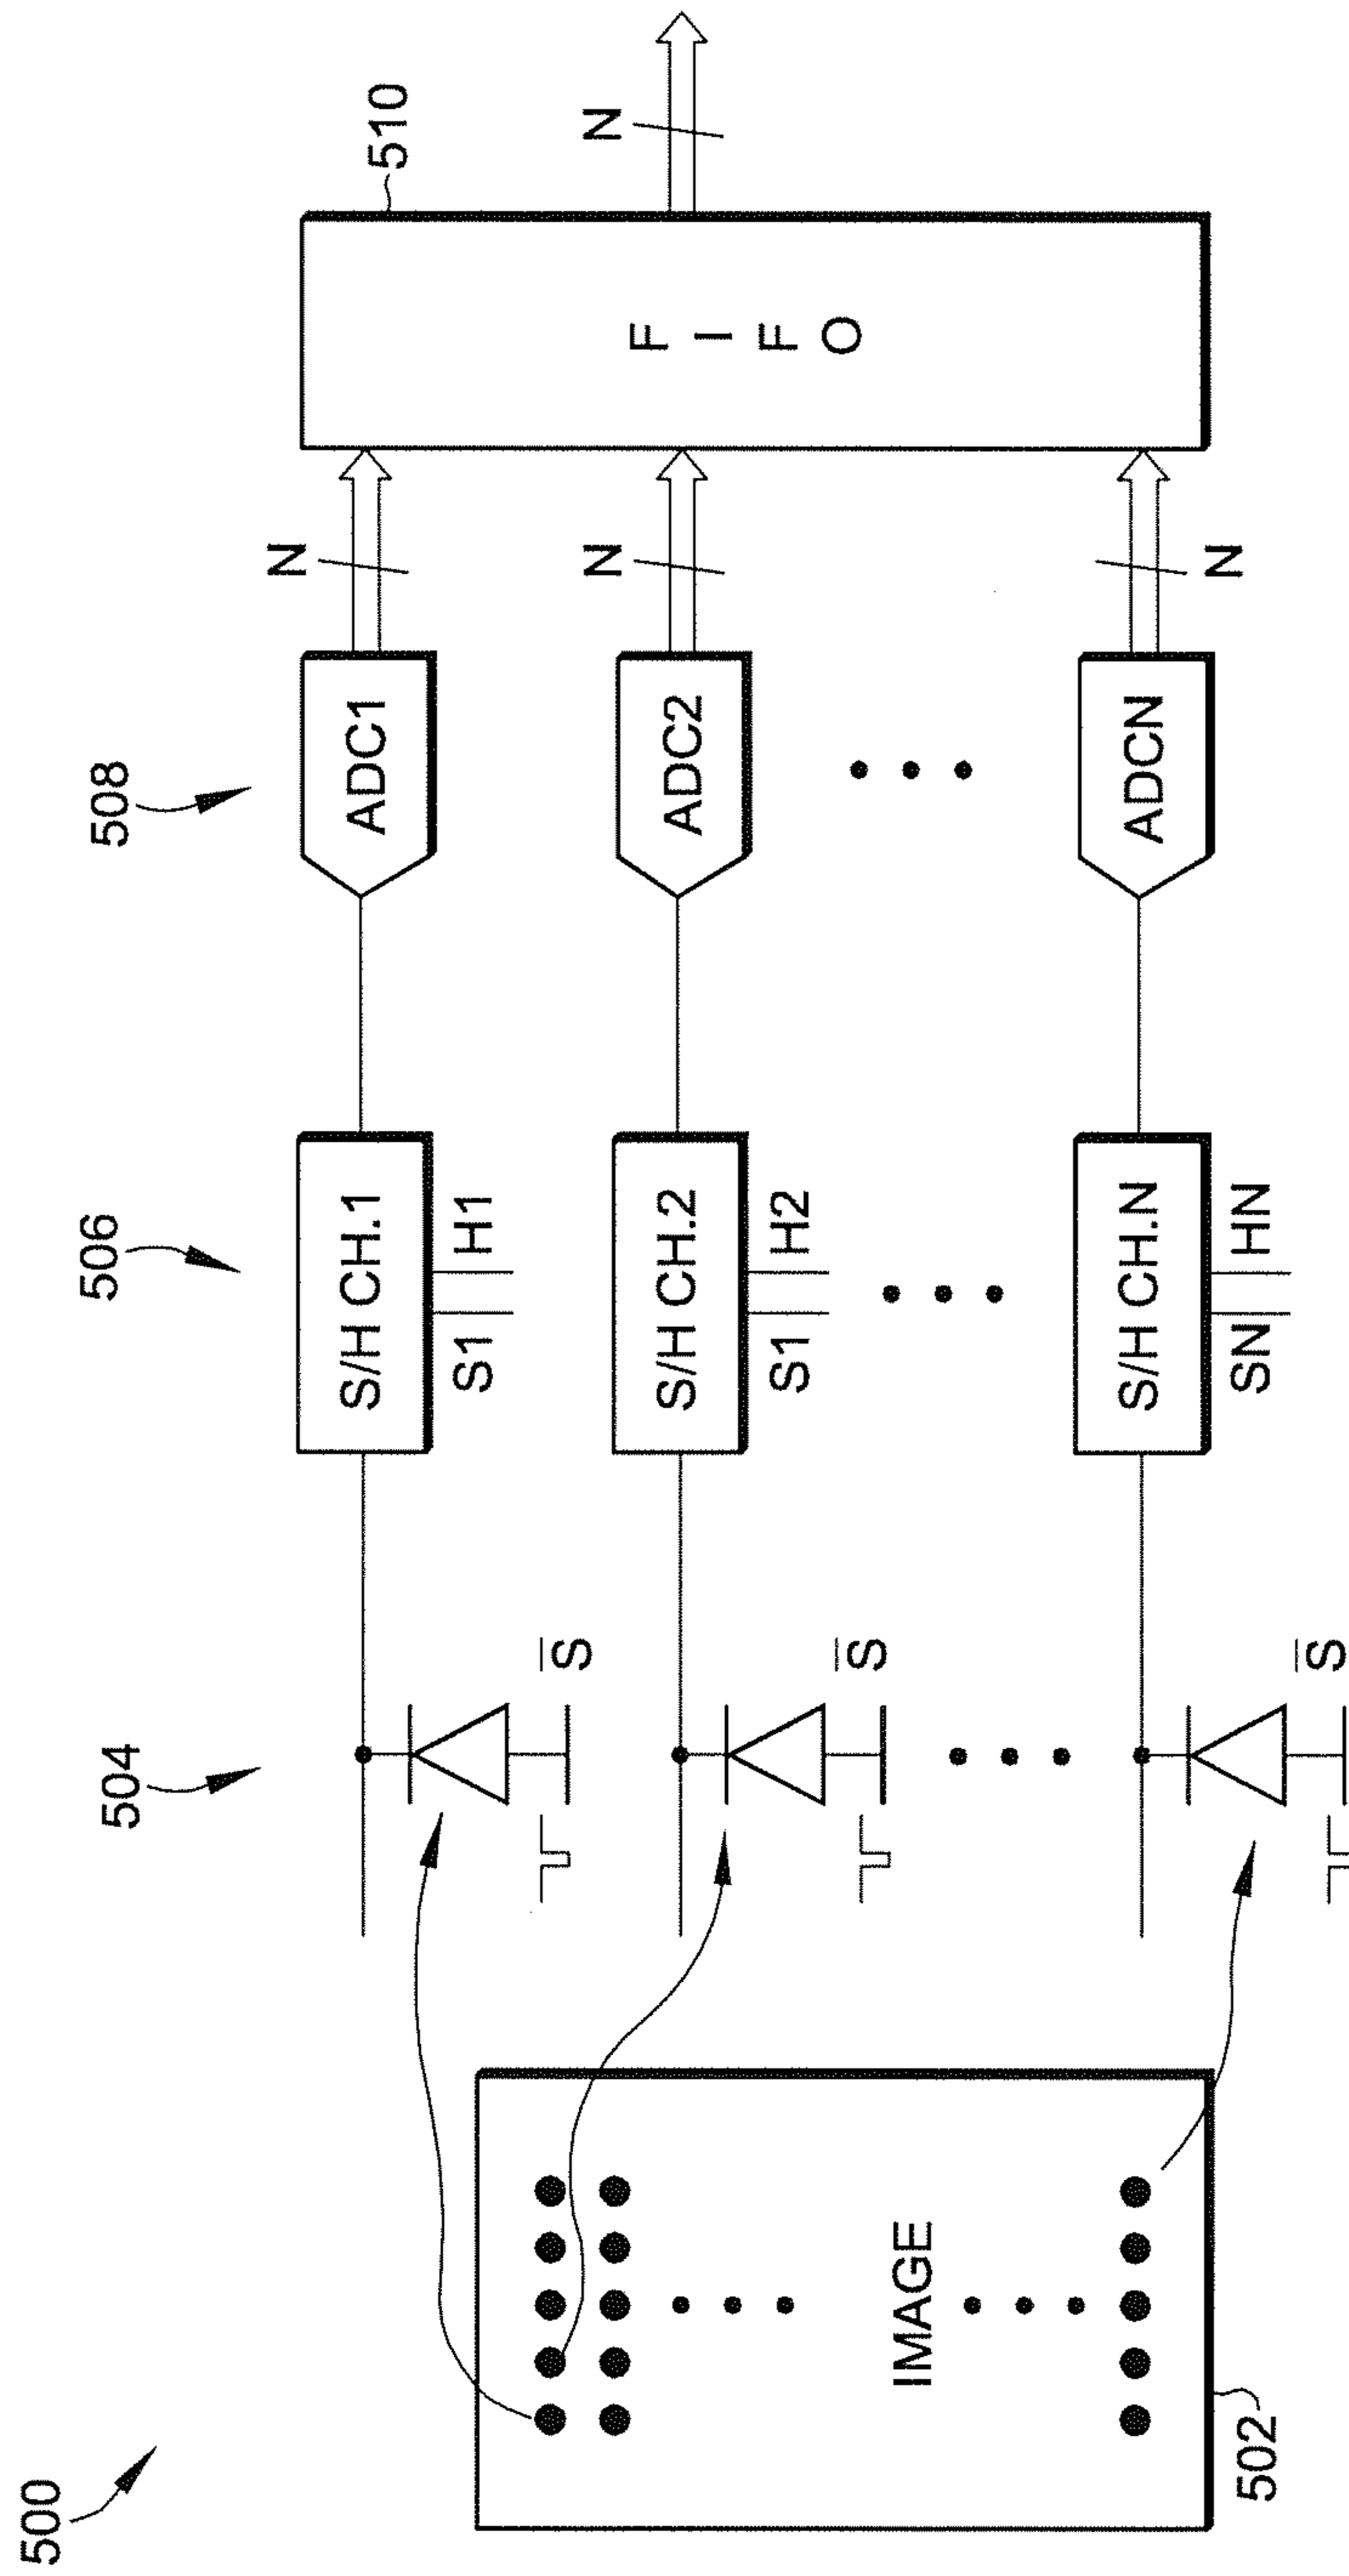 500
502
IMAGE
504
S
S
S
506
S/H CH.1
S1
H1
S/H CH.2
S1
H2
S/H CH.N
SN
HN
508
ADC1
ADC2
ADCN
N
N
N
510
FIFO
N